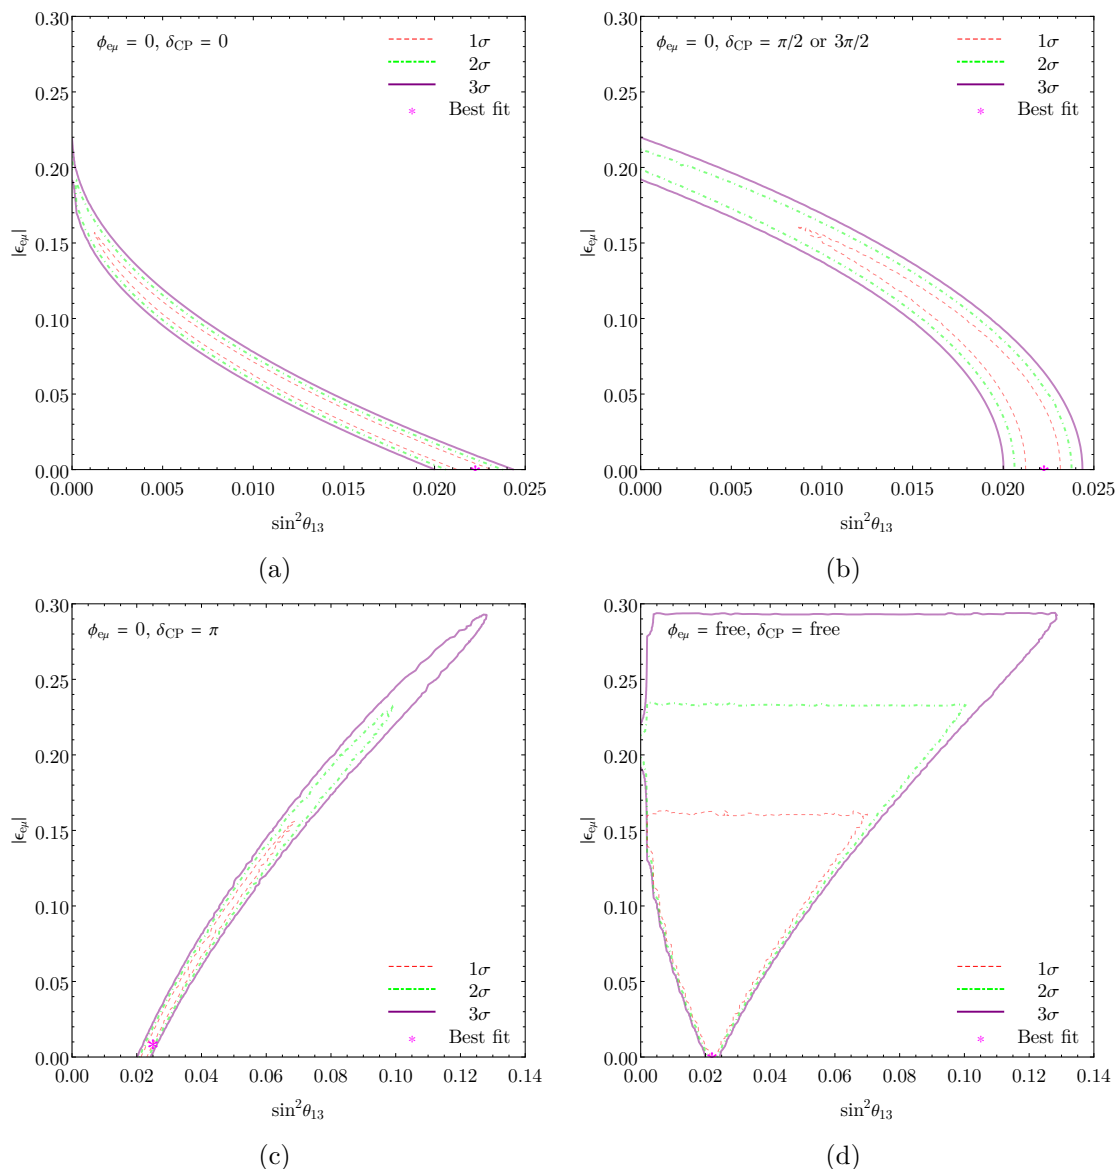 ϕeμ = 0, δCP = 0
1σ
2σ
3σ
* Best fit
0.30
0.25
0.20
0.15
0.10
0.05
0.00
|ϵeμ|
0.000 0.005 0.010 0.015 0.020 0.025
sin²θ13
(a)
ϕeμ = 0, δCP = π/2 or 3π/2
1σ
2σ
3σ
* Best fit
0.30
0.25
0.20
0.15
0.10
0.05
0.00
|ϵeμ|
0.000 0.005 0.010 0.015 0.020 0.025
sin²θ13
(b)
ϕeμ = 0, δCP = π
0.30
0.25
0.20
0.15
0.10
0.05
0.00
|ϵeμ|
1σ
2σ
3σ
* Best fit
0.00 0.02 0.04 0.06 0.08 0.10 0.12 0.14
sin²θ13
(c)
ϕeμ = free, δCP = free
0.30
0.25
0.20
0.15
0.10
0.05
0.00
|ϵeμ|
1σ
2σ
3σ
* Best fit
0.00 0.02 0.04 0.06 0.08 0.10 0.12 0.14
sin²θ13
(d)